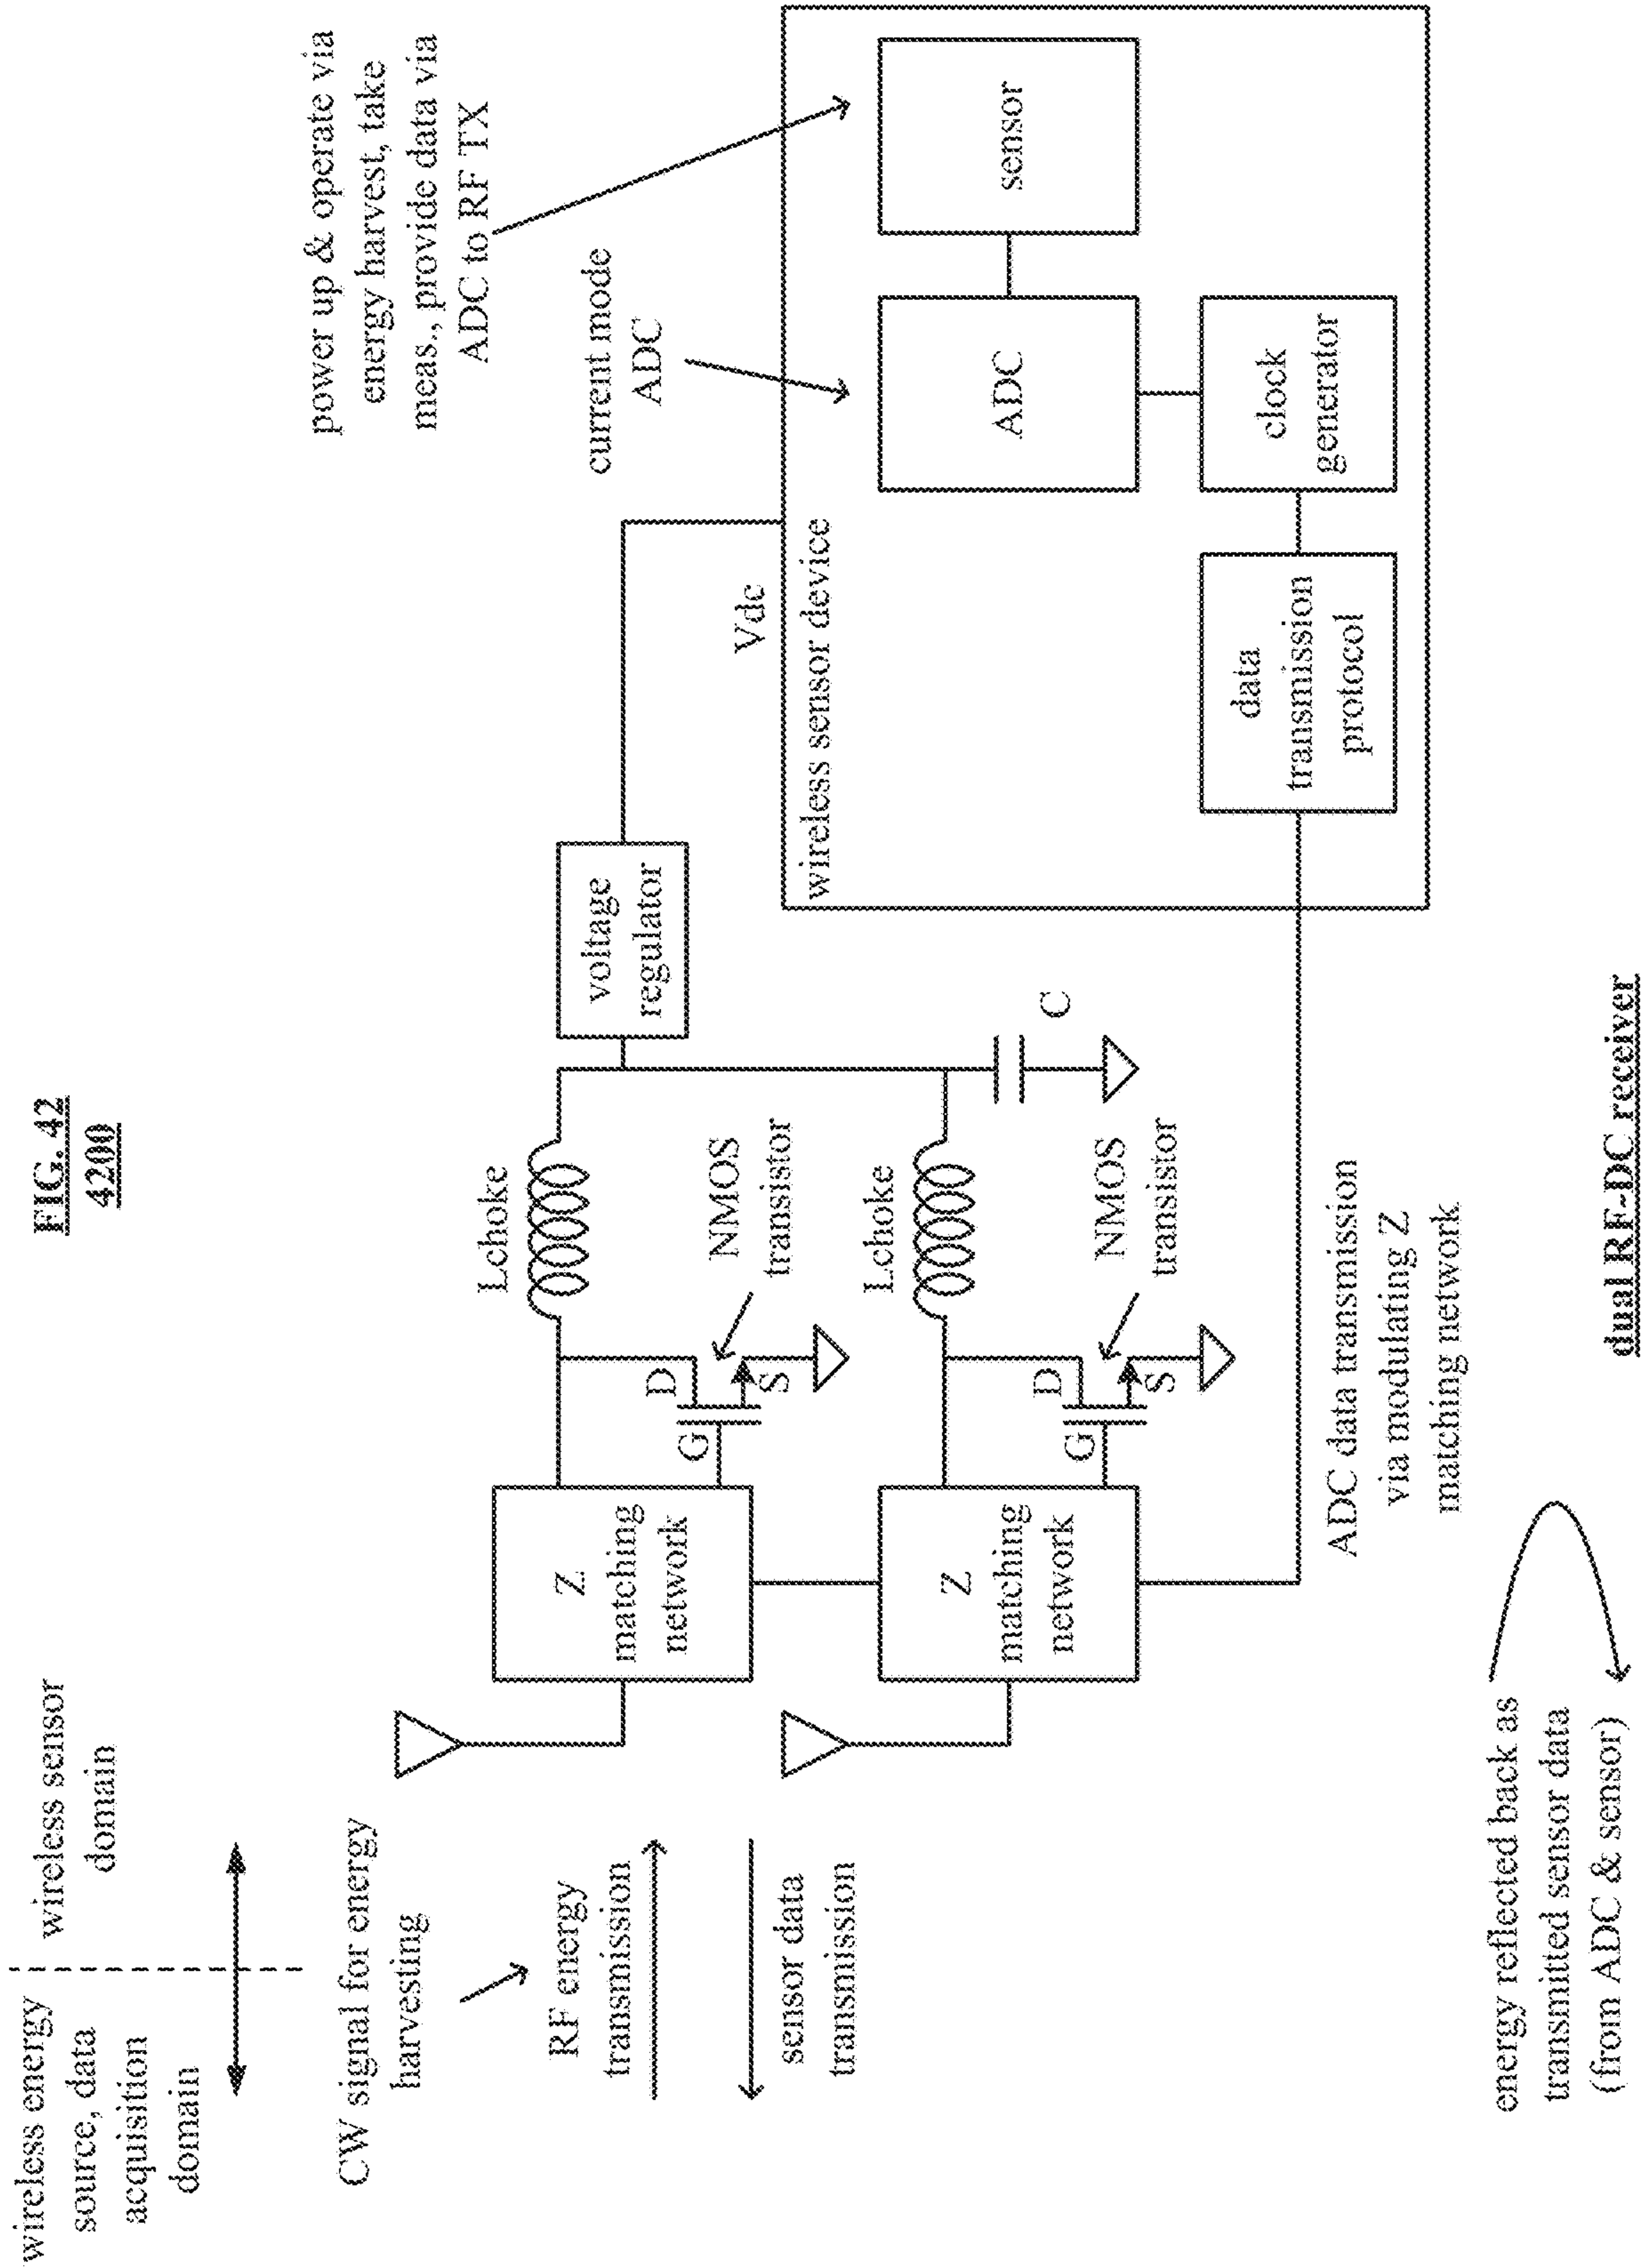 FIG. 42
4200
wireless energy
source, data
acquisition
domain
wireless sensor
domain
CW signal for energy
harvesting
RF energy
transmission
sensor data
transmission
Z
matching
network
Lchoke
D
G
S
NMOS
transistor
Z
matching
network
Lchoke
D
G
S
NMOS
transistor
C
voltage
regulator
Vdc
power up & operate via
energy harvest, take
meas., provide data via
ADC to RF TX
current mode
ADC
wireless sensor device
ADC
sensor
data
transmission
protocol
clock
generator
ADC data transmission
via modulating Z
matching network
energy reflected back as
transmitted sensor data
(from ADC & sensor)
dual RF-DC receiver